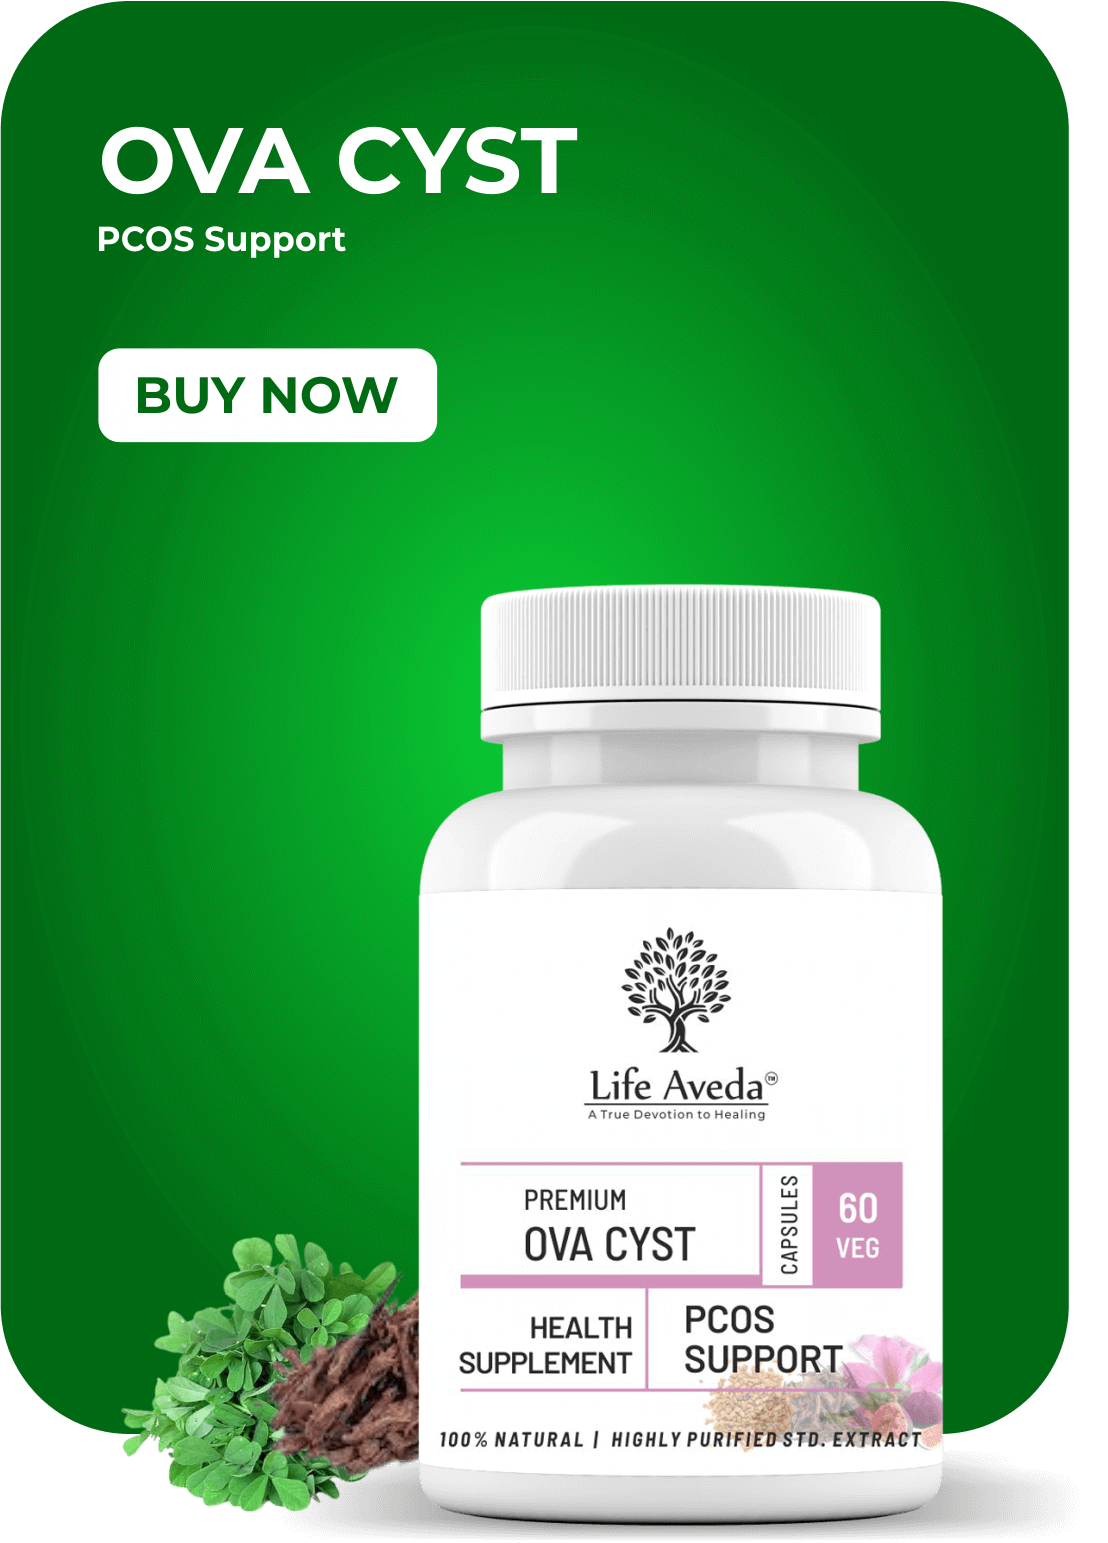 OVA CYST
PCOS Support
BUY NOW
Life Aveda™
A True Devotion to Healing
PREMIUM
OVA CYST
CAPSULES
60
VEG
HEALTH
SUPPLEMENT
PCOS
SUPPORT
100% NATURAL | HIGHLY PURIFIED STD. EXTRACT